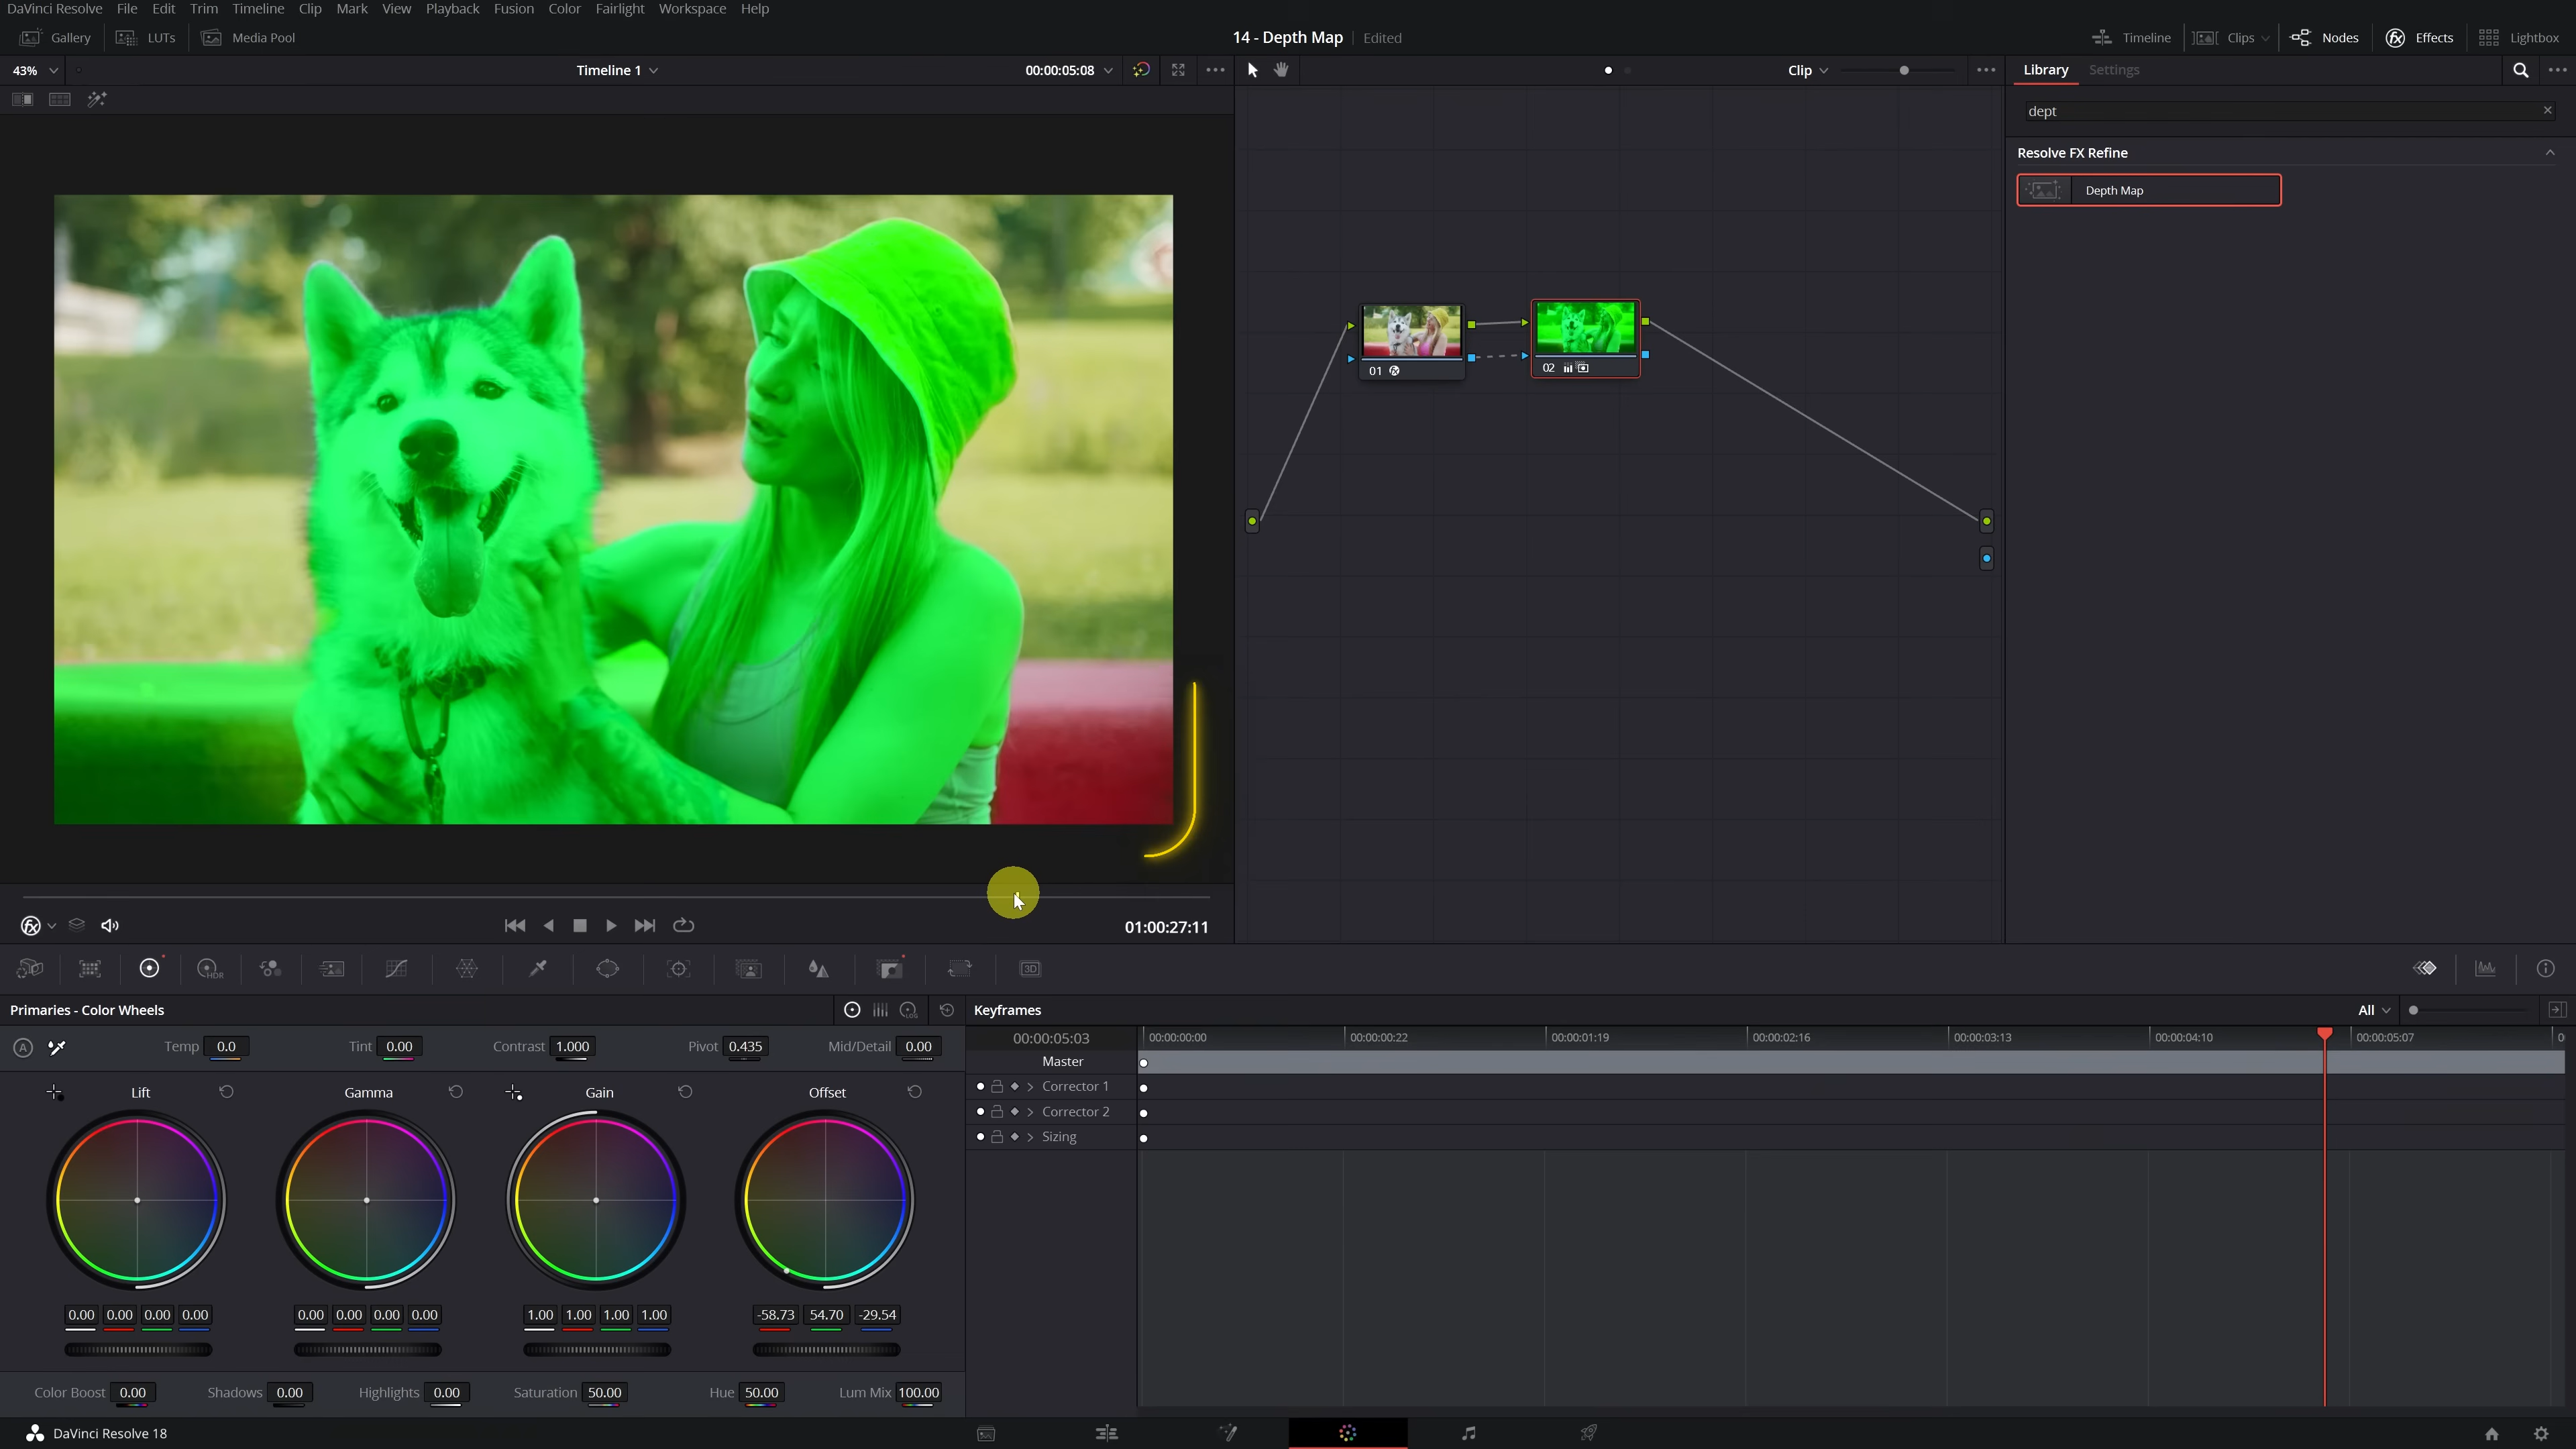 DaVinci Resolve File Edit Trim Timeline Clip Mark View Playback Fusion Color Fairlight Workspace Help
Gallery LUTs Media Pool 14 - Depth Map Edited Timeline Clips Nodes Effects Lightbox
43% Timeline 1 00:00:05:08 Clip Library Settings
dept
Resolve FX Refine
Depth Map
01 02
01:00:27:11
HDR 3D
Primaries - Color Wheels LOG Keyframes All
A Temp 0.0 Tint 0.00 Contrast 1.000 Pivot 0.435 Mid/Detail 0.00
00:00:05:03 00:00:00:00 00:00:00:22 00:00:01:19 00:00:02:16 00:00:03:13 00:00:04:10 00:00:05:07 0
Master
Lift Gamma Gain Offset
Corrector 1
Corrector 2
Sizing
0.00 0.00 0.00 0.00 0.00 0.00 0.00 0.00 1.00 1.00 1.00 1.00 -58.73 54.70 -29.54
Color Boost 0.00 Shadows 0.00 Highlights 0.00 Saturation 50.00 Hue 50.00 Lum Mix 100.00
DaVinci Resolve 18